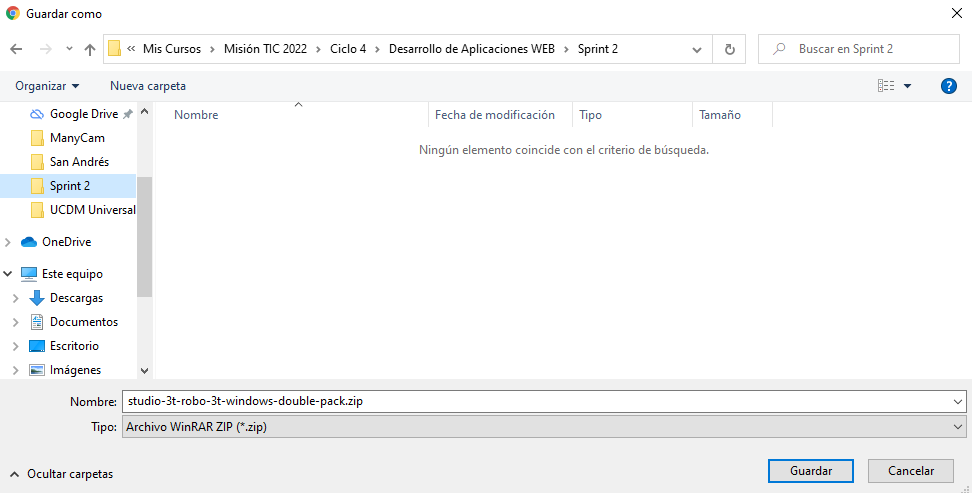 Guardar como
« Mis Cursos › Misión TIC 2022 › Ciclo 4 › Desarrollo de Aplicaciones WEB › Sprint 2
Buscar en Sprint 2
Organizar
Nueva carpeta
?
Google Drive
ManyCam
San Andrés
Sprint 2
UCDM Universal
OneDrive
Este equipo
Descargas
Documentos
Escritorio
Imágenes
Nombre Fecha de modificación Tipo Tamaño
Ningún elemento coincide con el criterio de búsqueda.
Nombre: studio-3t-robo-3t-windows-double-pack.zip
Tipo: Archivo WinRAR ZIP (*.zip)
Ocultar carpetas
Guardar Cancelar